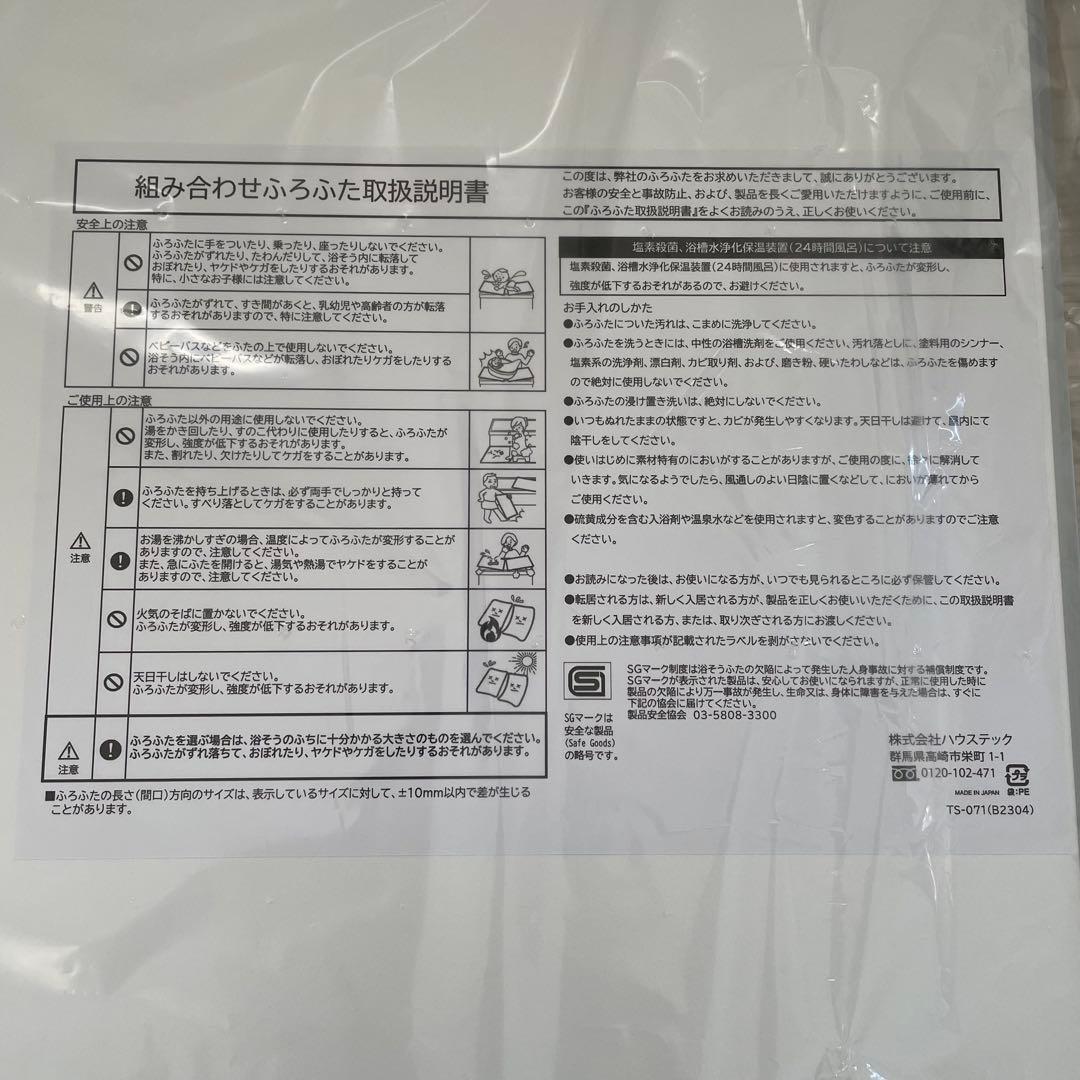 組み合わせふろふた取扱説明書
この度は、弊社のふろふたをお求めいただきまして、誠にありがとうございます。
お客様の安全と事故防止、および、製品を長くご愛用いただけますように、ご使用前に、
この『ふろふた取扱説明書』をよくお読みのうえ、正しくお使いください。
安全上の注意
警告
ふろふたに手をついたり、乗ったり、座ったりしないでください。
ふろふたがずれたり、たわんだりして、浴そう内に転落して
おぼれたり、ヤケドやケガをしたりするおそれがあります。
特に、小さなお子様には注意してください。
ふろふたがずれて、すき間があくと、乳幼児や高齢者の方が転落
するおそれがありますので、特に注意してください。
ベビーバスなどをふたの上で使用しないでください。
浴そう内にベビーバスなどが転落し、おぼれたりケガをしたりする
おそれがあります。
ご使用上の注意
注意
ふろふた以外の用途に使用しないでください。
湯をかき回したり、すのこ代わりに使用したりすると、ふろふたが
変形し、強度が低下するおそれがあります。
また、割れたり、欠けたりしてケガをすることがあります。
ふろふたを持ち上げるときは、必ず両手でしっかりと持って
ください。すべり落としてケガをすることがあります。
お湯を沸かしすぎの場合、温度によってふろふたが変形することが
ありますので、注意してください。
また、急にふたを開けると、湯気や熱湯でヤケドをすることが
ありますので、注意してください。
火気のそばに置かないでください。
ふろふたが変形し、強度が低下するおそれがあります。
天日干しはしないでください。
ふろふたが変形し、強度が低下するおそれがあります。
注意
ふろふたを選ぶ場合は、浴そうのふちに十分かかる大きさのものを選んでください。
ふろふたがずれ落ちて、おぼれたり、ヤケドやケガをしたりするおそれがあります。
■ふろふたの長さ(間口)方向のサイズは、表示しているサイズに対して、±10mm以内で差が生じる
ことがあります。
塩素殺菌、浴槽水浄化保温装置(24時間風呂)について注意
塩素殺菌、浴槽水浄化保温装置(24時間風呂)に使用されますと、ふろふたが変形し、
強度が低下するおそれがあるので、お避けください。
お手入れのしかた
●ふろふたについた汚れは、こまめに洗浄してください。
●ふろふたを洗うときには、中性の浴槽洗剤をご使用ください、汚れ落としに、塗料用のシンナー、
塩素系の洗浄剤、漂白剤、カビ取り剤、および、磨き粉、硬いたわしなどは、ふろふたを傷めます
ので絶対に使用しないでください。
●ふろふたの浸け置き洗いは、絶対にしないでください。
●いつもぬれたままの状態ですと、カビが発生しやすくなります。天日干しは避けて、屋内にて
陰干しをしてください。
●使いはじめに素材特有のにおいがすることがありますが、ご使用の度に、徐々に解消して
いきます。気になるようでしたら、風通しのよい日陰に置くなどして、においが薄れてから
ご使用ください。
●硫黄成分を含む入浴剤や温泉水などを使用されますと、変色することがありますのでご注意
ください。
●お読みになった後は、お使いになる方が、いつでも見られるところに必ず保管してください。
●転居される方は、新しく入居される方が、製品を正しくお使いいただくために、この取扱説明書
を新しく入居される方、または、取り次ぎされる方にお渡しください。
●使用上の注意事項が記載されたラベルを剥がさないでください。
SGマークは
安全な製品
(Safe Goods)
の略号です。
SGマーク制度は浴そうふたの欠陥によって発生した人身事故に対する補償制度です。
SGマークが表示された製品は、安心してお使いになられますが、正常に使用した時に
製品の欠陥により万一事故が発生し、生命又は、身体に障害を与えた場合は、すぐに
下記の協会に届けてください。
製品安全協会 03-5808-3300
株式会社ハウステック
群馬県高崎市栄町 1-1
0120-102-471
プラ
MADE IN JAPAN 袋:PE
TS-071(B2304)